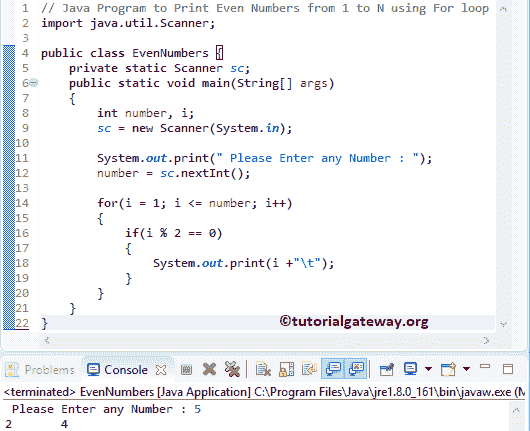 1 // Java Program to Print Even Numbers from 1 to N using For loop
2 import java.util.Scanner;
3
4 public class EvenNumbers {
5 private static Scanner sc;
6 public static void main(String[] args)
7 {
8 int number, i;
9 sc = new Scanner(System.in);
10
11 System.out.print(" Please Enter any Number : ");
12 number = sc.nextInt();
13
14 for(i = 1; i <= number; i++)
15 {
16 if(i % 2 == 0)
17 {
18 System.out.print(i +"\t");
19 }
20 }
21 }
22 }
©tutorialgateway.org
Problems Console
<terminated> EvenNumbers [Java Application] C:\Program Files\Java\jre1.8.0_161\bin\javaw.exe (M
Please Enter any Number : 5
2 4